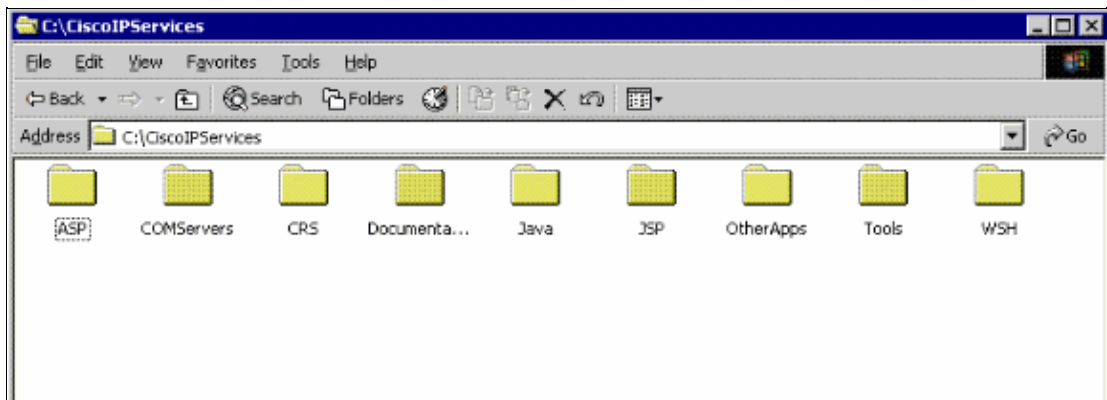 C:\CiscoIPServices
File Edit View Favorites Tools Help
Back Search Folders
Address C:\CiscoIPServices Go
ASP COMServers CRS Documenta... Java JSP OtherApps Tools WSH